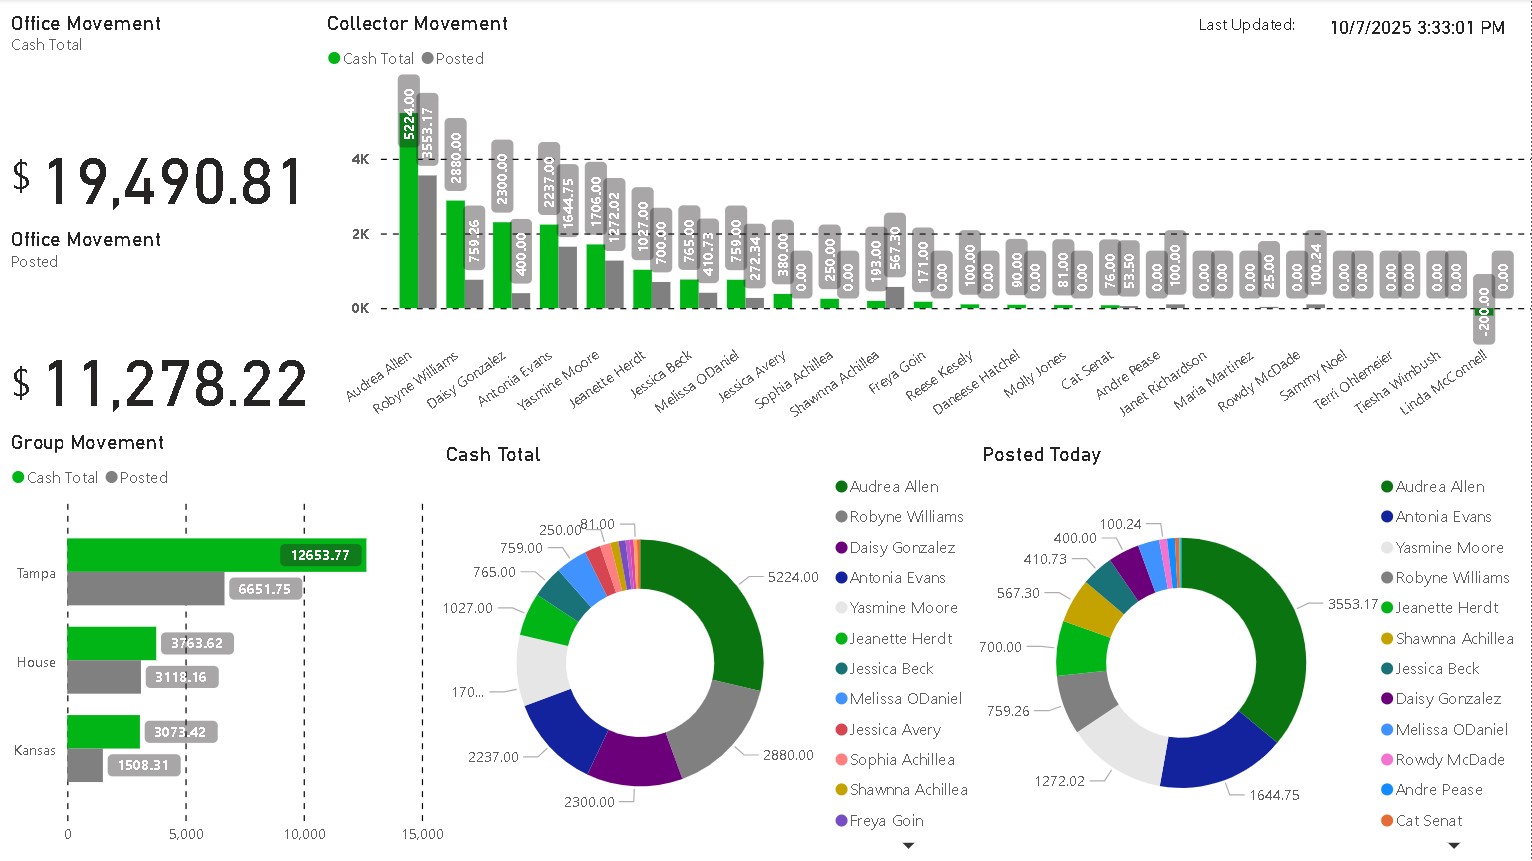 Office Movement
Cash Total
$ 19,490.81
Office Movement
Posted
$ 11,278.22
Collector Movement
Cash Total Posted
Last Updated: 10/7/2025 3:33:01 PM
4K
2K
0K
5224.00 3553.17
2880.00 759.26
2300.00 400.00
2237.00 1644.75
1706.00 1272.02
1027.00 700.00
765.00 410.73
759.00 272.34
380.00 0.00
250.00 0.00
193.00 567.30
171.00 0.00
100.00 0.00
90.00 0.00
81.00 0.00
76.00 53.50
0.00 100.00
0.00 0.00
0.00 25.00
0.00 100.24
0.00 0.00
0.00 0.00
0.00 0.00
-200.00 0.00
Audrea Allen
Robyne Williams
Daisy Gonzalez
Antonia Evans
Yasmine Moore
Jeanette Herdt
Jessica Beck
Melissa ODaniel
Jessica Avery
Sophia Achillea
Shawnna Achillea
Freya Goin
Reese Kesely
Daneese Hatchel
Molly Jones
Cat Senat
Andre Pease
Janet Richardson
Maria Martinez
Rowdy McDade
Sammy Noel
Terri Ohlemeier
Tiesha Wimbush
Linda McConnell
Group Movement
Cash Total Posted
Tampa
12653.77
6651.75
House
3763.62
3118.16
Kansas
3073.42
1508.31
0 5,000 10,000 15,000
Cash Total
81.00
250.00
759.00
765.00
1027.00
170...
2237.00
2300.00
2880.00
5224.00
Audrea Allen
Robyne Williams
Daisy Gonzalez
Antonia Evans
Yasmine Moore
Jeanette Herdt
Jessica Beck
Melissa ODaniel
Jessica Avery
Sophia Achillea
Shawnna Achillea
Freya Goin
Posted Today
100.24
400.00
410.73
567.30
700.00
759.26
1272.02
1644.75
3553.17
Audrea Allen
Antonia Evans
Yasmine Moore
Robyne Williams
Jeanette Herdt
Shawnna Achillea
Jessica Beck
Daisy Gonzalez
Melissa ODaniel
Rowdy McDade
Andre Pease
Cat Senat